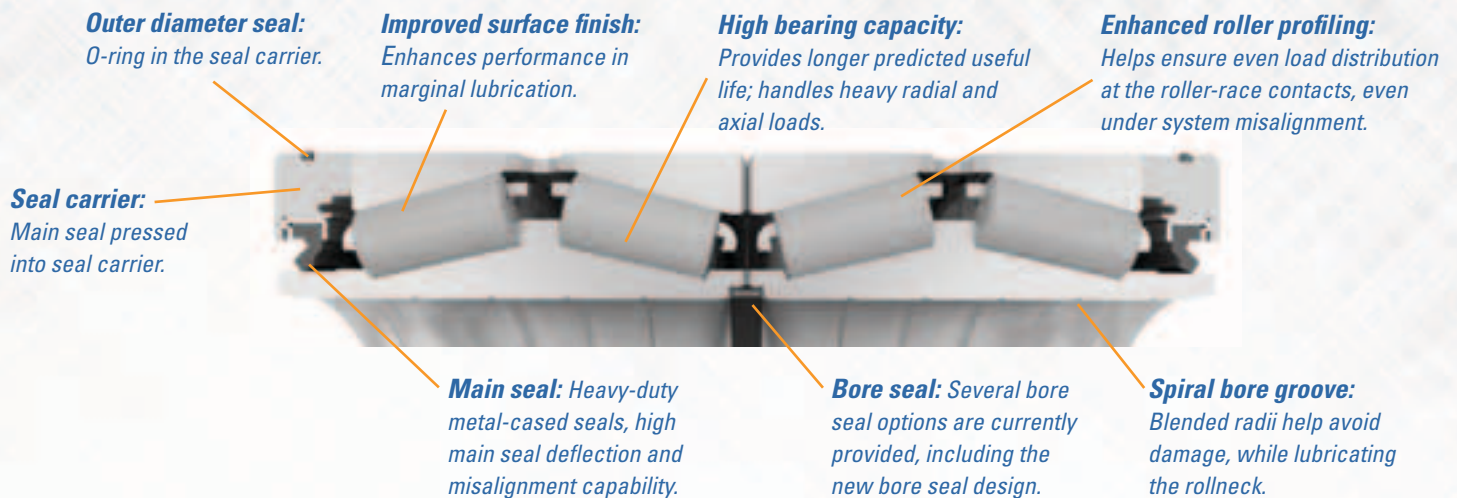 Outer diameter seal:
O-ring in the seal carrier.
Improved surface finish:
Enhances performance in
marginal lubrication.
High bearing capacity:
Provides longer predicted useful
life; handles heavy radial and
axial loads.
Enhanced roller profiling:
Helps ensure even load distribution
at the roller-race contacts, even
under system misalignment.
Seal carrier:
Main seal pressed
into seal carrier.
Main seal: Heavy-duty
metal-cased seals, high
main seal deflection and
misalignment capability.
Bore seal: Several bore
seal options are currently
provided, including the
new bore seal design.
Spiral bore groove:
Blended radii help avoid
damage, while lubricating
the rollneck.